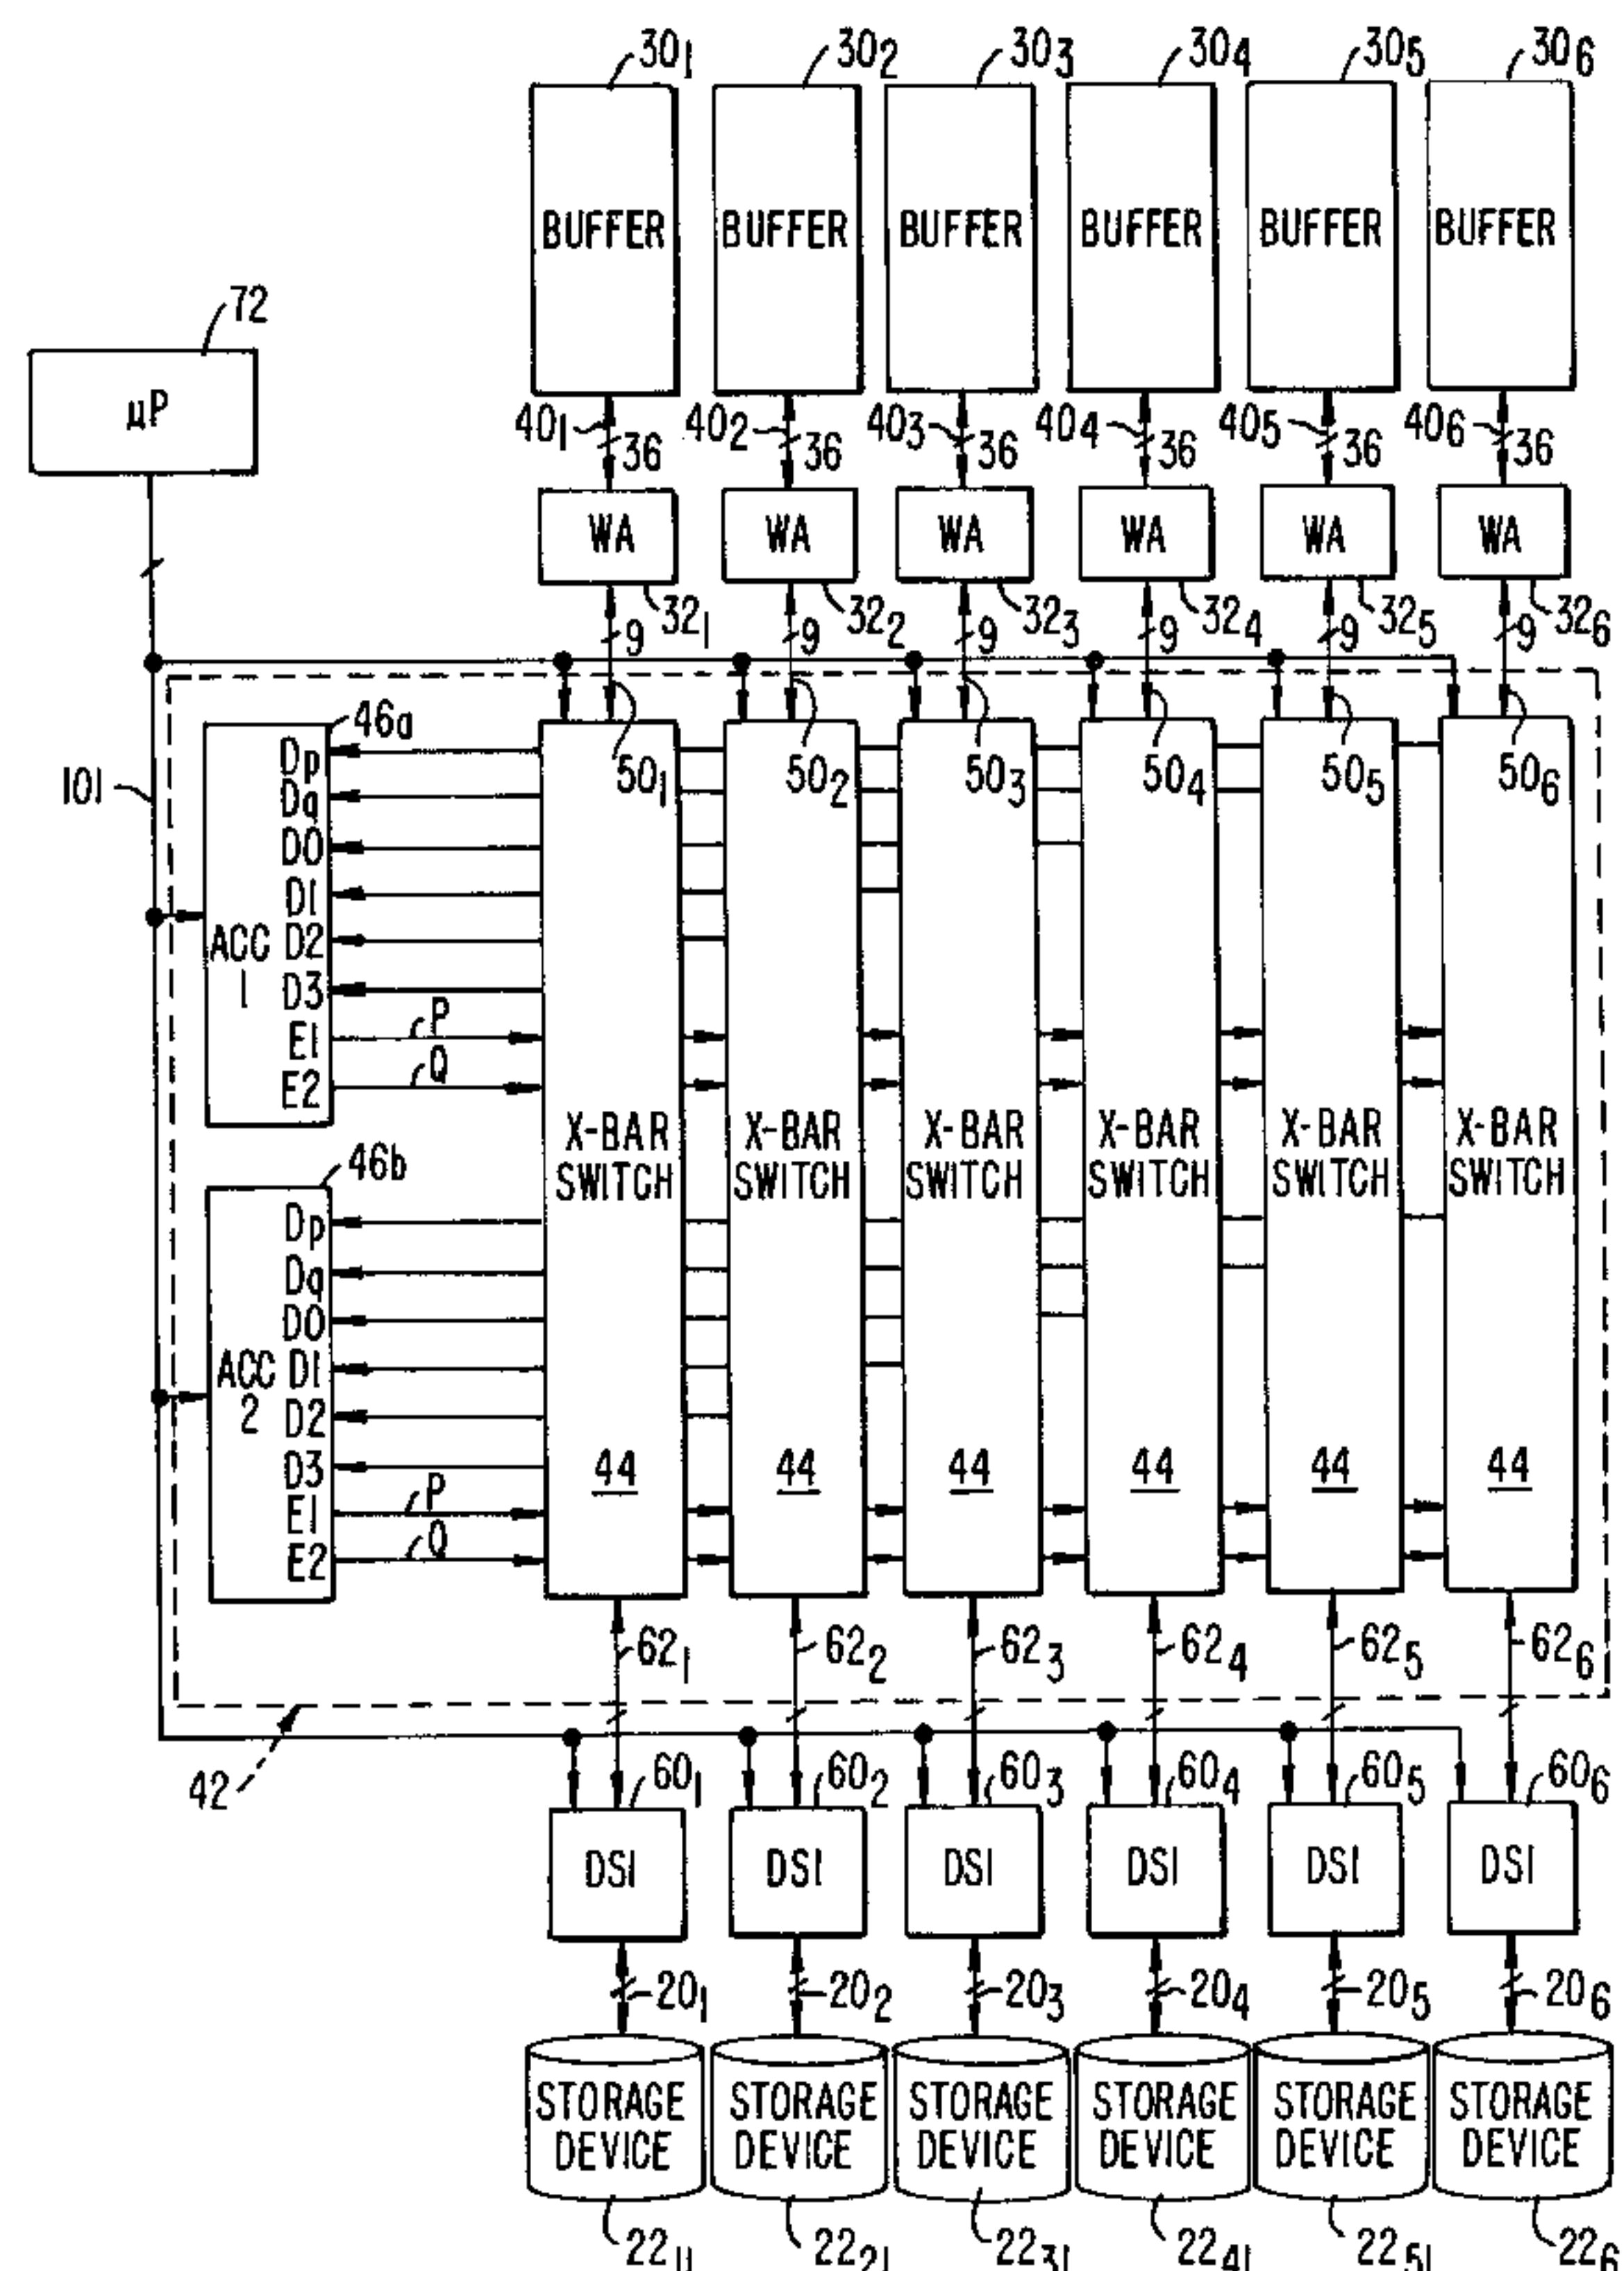 30₁ 30₂ 30₃ 30₄ 30₅ 30₆
BUFFER BUFFER BUFFER BUFFER BUFFER BUFFER
72
µP
40₁ 36 40₂ 36 40₃ 36 40₄ 36 40₅ 36 40₆ 36
WA WA WA WA WA WA
32₁ 32₂ 32₃ 32₄ 32₅ 32₆
9 9 9 9 9 9
46a
101
50₁ 50₂ 50₃ 50₄ 50₅ 50₆
Dp
Dq
D0
D1
ACC D2
1 D3
E1 P
E2 Q
X-BAR SWITCH X-BAR SWITCH X-BAR SWITCH X-BAR SWITCH X-BAR SWITCH X-BAR SWITCH
46b
Dp
Dq
D0
ACC D1
2 D2
D3
E1 P
E2 Q
44 44 44 44 44 44
62₁ 62₂ 62₃ 62₄ 62₅ 62₆
42
60₁ 60₂ 60₃ 60₄ 60₅ 60₆
DSI DSI DSI DSI DSI DSI
20₁ 20₂ 20₃ 20₄ 20₅ 20₆
STORAGE DEVICE STORAGE DEVICE STORAGE DEVICE STORAGE DEVICE STORAGE DEVICE STORAGE DEVICE
22₁₁ 22₂₁ 22₃₁ 22₄₁ 22₅₁ 22₆